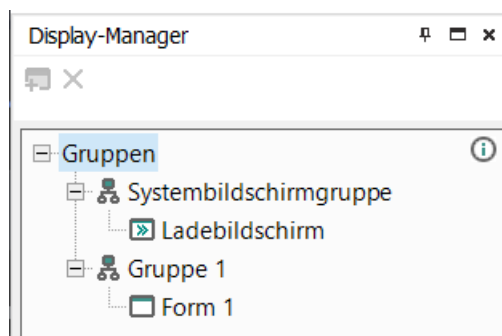 Display-Manager
Gruppen
Systembildschirmgruppe
Ladebildschirm
Gruppe 1
Form 1